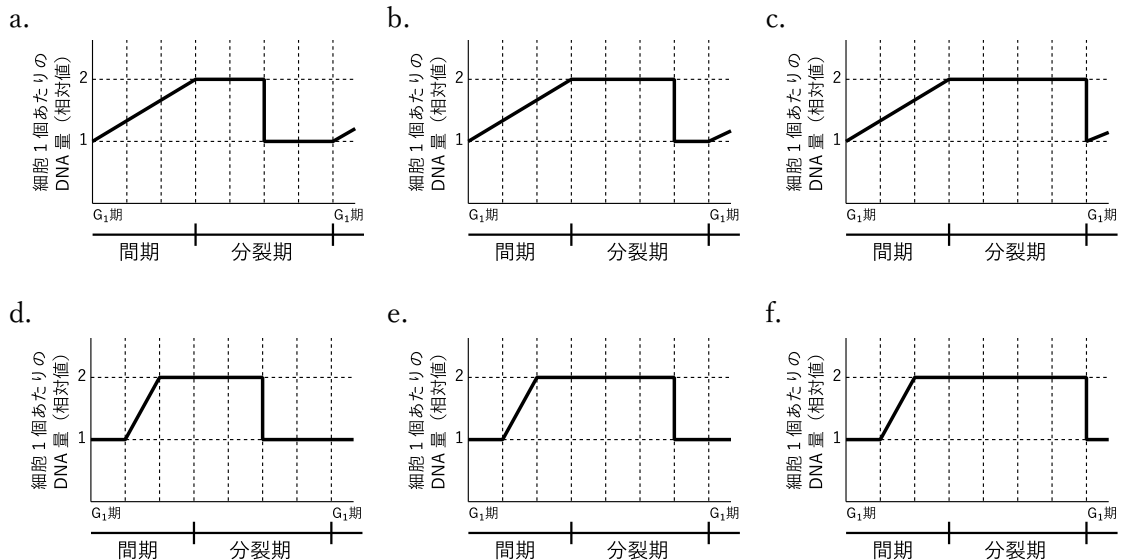 a.
細胞1個あたりの
DNA量（相対値）
2
1
G₁期
G₁期
間期
分裂期
b.
細胞1個あたりの
DNA量（相対値）
2
1
G₁期
G₁期
間期
分裂期
c.
細胞1個あたりの
DNA量（相対値）
2
1
G₁期
G₁期
間期
分裂期
d.
細胞1個あたりの
DNA量（相対値）
2
1
G₁期
G₁期
間期
分裂期
e.
細胞1個あたりの
DNA量（相対値）
2
1
G₁期
G₁期
間期
分裂期
f.
細胞1個あたりの
DNA量（相対値）
2
1
G₁期
G₁期
間期
分裂期